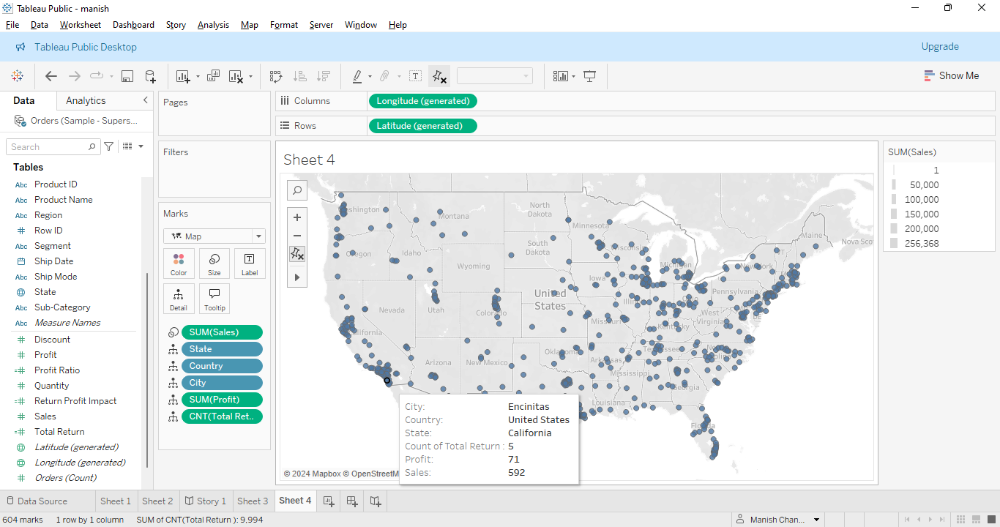 Tableau Public - manish
File Data Worksheet Dashboard Story Analysis Map Format Server Window Help
Tableau Public Desktop Upgrade
Show Me
Data Analytics
Orders (Sample - Supers...
Search
Tables
Abc Product ID
Abc Product Name
Abc Region
# Row ID
Abc Segment
Ship Date
Abc Ship Mode
State
Abc Sub-Category
Abc Measure Names
# Discount
# Profit
=# Profit Ratio
# Quantity
=# Return Profit Impact
# Sales
=# Total Return
Latitude (generated)
Longitude (generated)
# Orders (Count)
Pages
Filters
Marks
Map
Color Size Label
Detail Tooltip
SUM(Sales)
State
Country
City
SUM(Profit)
CNT(Total Ret..
Columns Longitude (generated)
Rows Latitude (generated)
Sheet 4
Montana
North
Dakota
Minnesota
Maine
Oregon
Idaho
South
Dakota
Wisconsin
Michigan
Wyoming
Iowa
Pennsylvania
United
States
Nevada
Utah
Colorado
West
Virginia
Missouri
Kentucky
Arizona
New Mexico
Oklahoma
Arkansas
Tennessee
Mississippi
Georgia
Louisiana
Florida
City: Encinitas
Country: United States
State: California
Count of Total Return : 5
Profit: 71
Sales: 592
© 2024 Mapbox © OpenStreetM
SUM(Sales)
1
50,000
100,000
150,000
200,000
256,368
Data Source Sheet 1 Sheet 2 Story 1 Sheet 3 Sheet 4
604 marks 1 row by 1 column SUM of CNT(Total Return ): 9,994 Manish Chan...